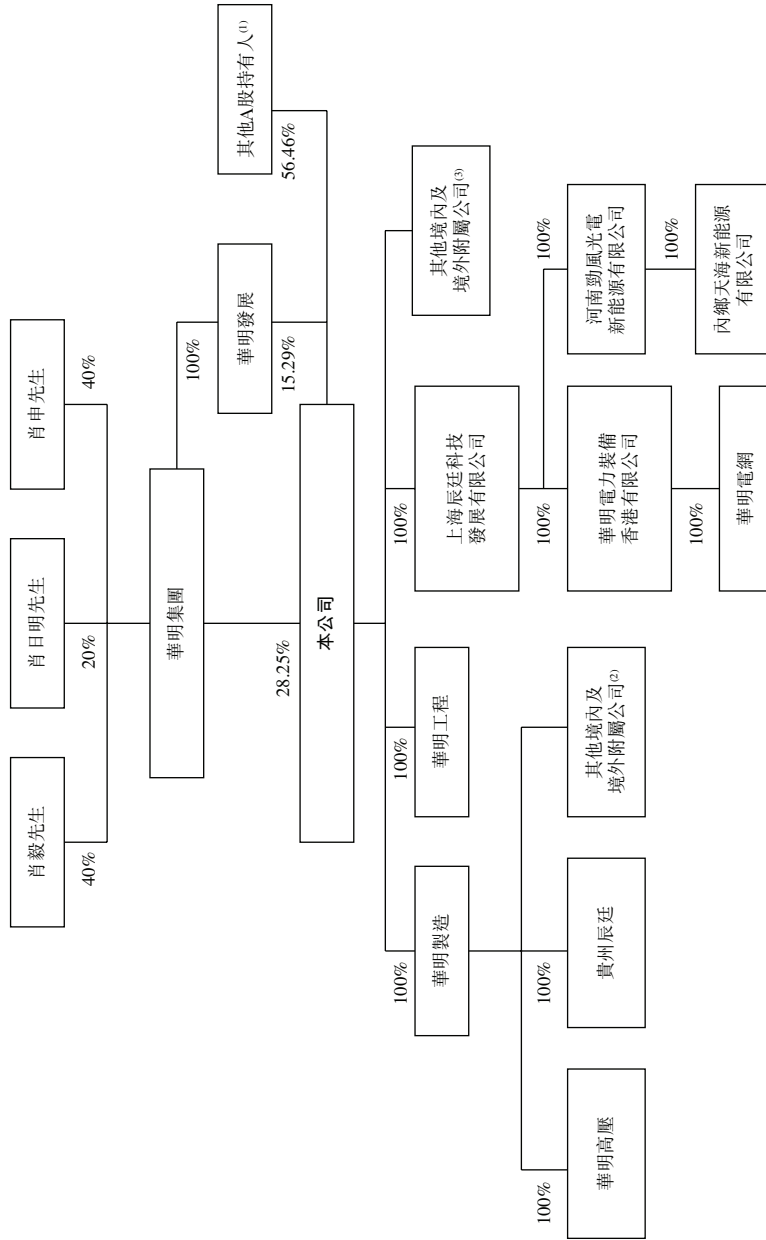 肖毅先生
肖日明先生
肖申先生
40%
20%
40%
華明集團
100%
華明發展
其他A股持有人(1)
28.25%
15.29%
56.46%
本公司
100%
100%
100%
華明製造
華明工程
上海辰廷科技
發展有限公司
其他境內及
境外附屬公司(3)
100%
100%
100%
100%
華明高壓
貴州辰廷
其他境內及
境外附屬公司(2)
華明電力裝備
香港有限公司
河南勁風光電
新能源有限公司
100%
100%
華明電網
內鄉天海新能源
有限公司